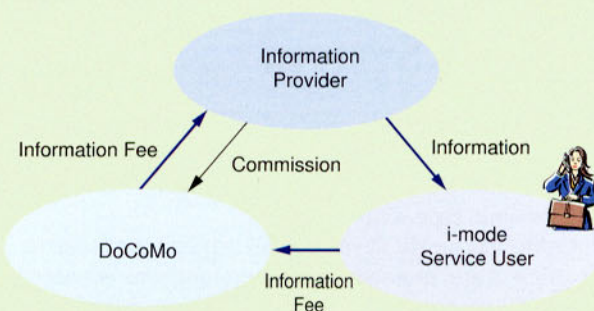 Information
Provider
Information Fee
Commission
Information
DoCoMo
i-mode
Service User
Information
Fee